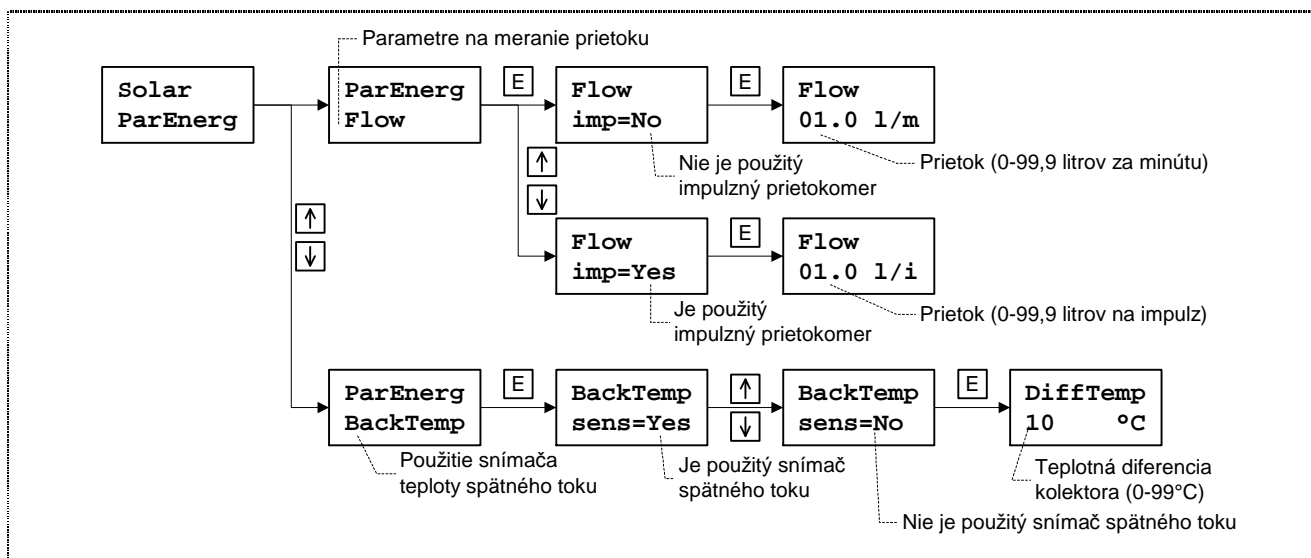 Parametre na meranie prietoku
Solar
ParEnerg
ParEnerg
Flow
E
Flow
imp=No
E
Flow
01.0 l/m
Nie je použitý
impulzný prietokomer
Prietok (0-99,9 litrov za minútu)
↑
↓
↑
↓
Flow
imp=Yes
E
Flow
01.0 l/i
Je použitý
impulzný prietokomer
Prietok (0-99,9 litrov na impulz)
ParEnerg
BackTemp
E
BackTemp
sens=Yes
↑
↓
BackTemp
sens=No
E
DiffTemp
10 °C
Použitie snímača
teploty spätného toku
Je použitý snímač
spätného toku
Teplotná diferencia
kolektora (0-99°C)
Nie je použitý snímač spätného toku